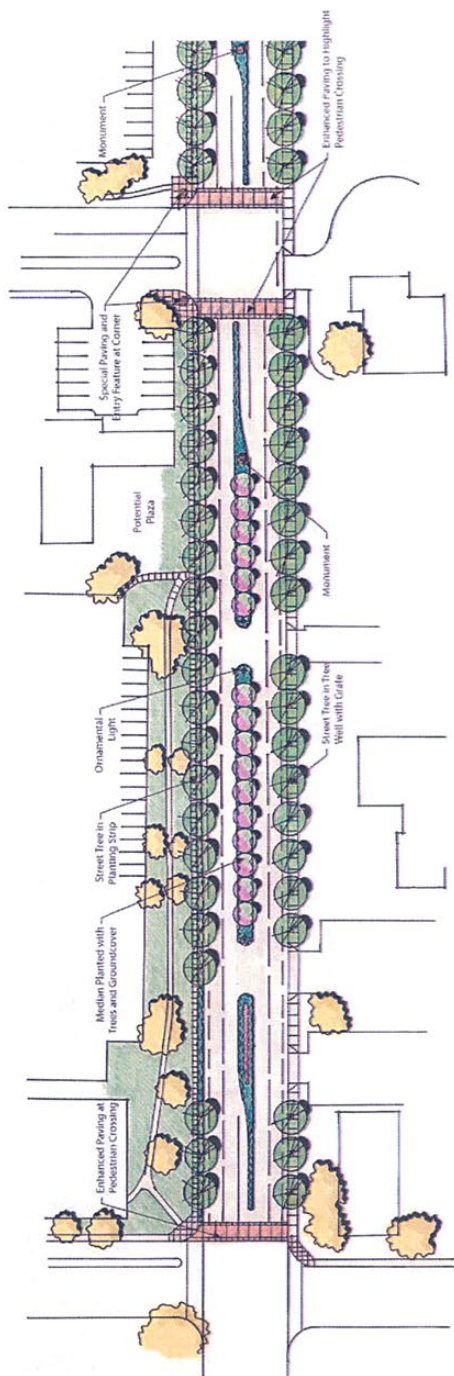 Enhanced Paving at
Pedestrian Crossing
Median Planted with
Trees and Groundcover
Street Tree in
Planting Strip
Ornamental
Light
Potential
Plaza
Special Paving and
Entry Feature at Corner
Monument
Street Tree in Tree
Well with Grate
Monument
Enhanced Paving to Highlight
Pedestrian Crossing